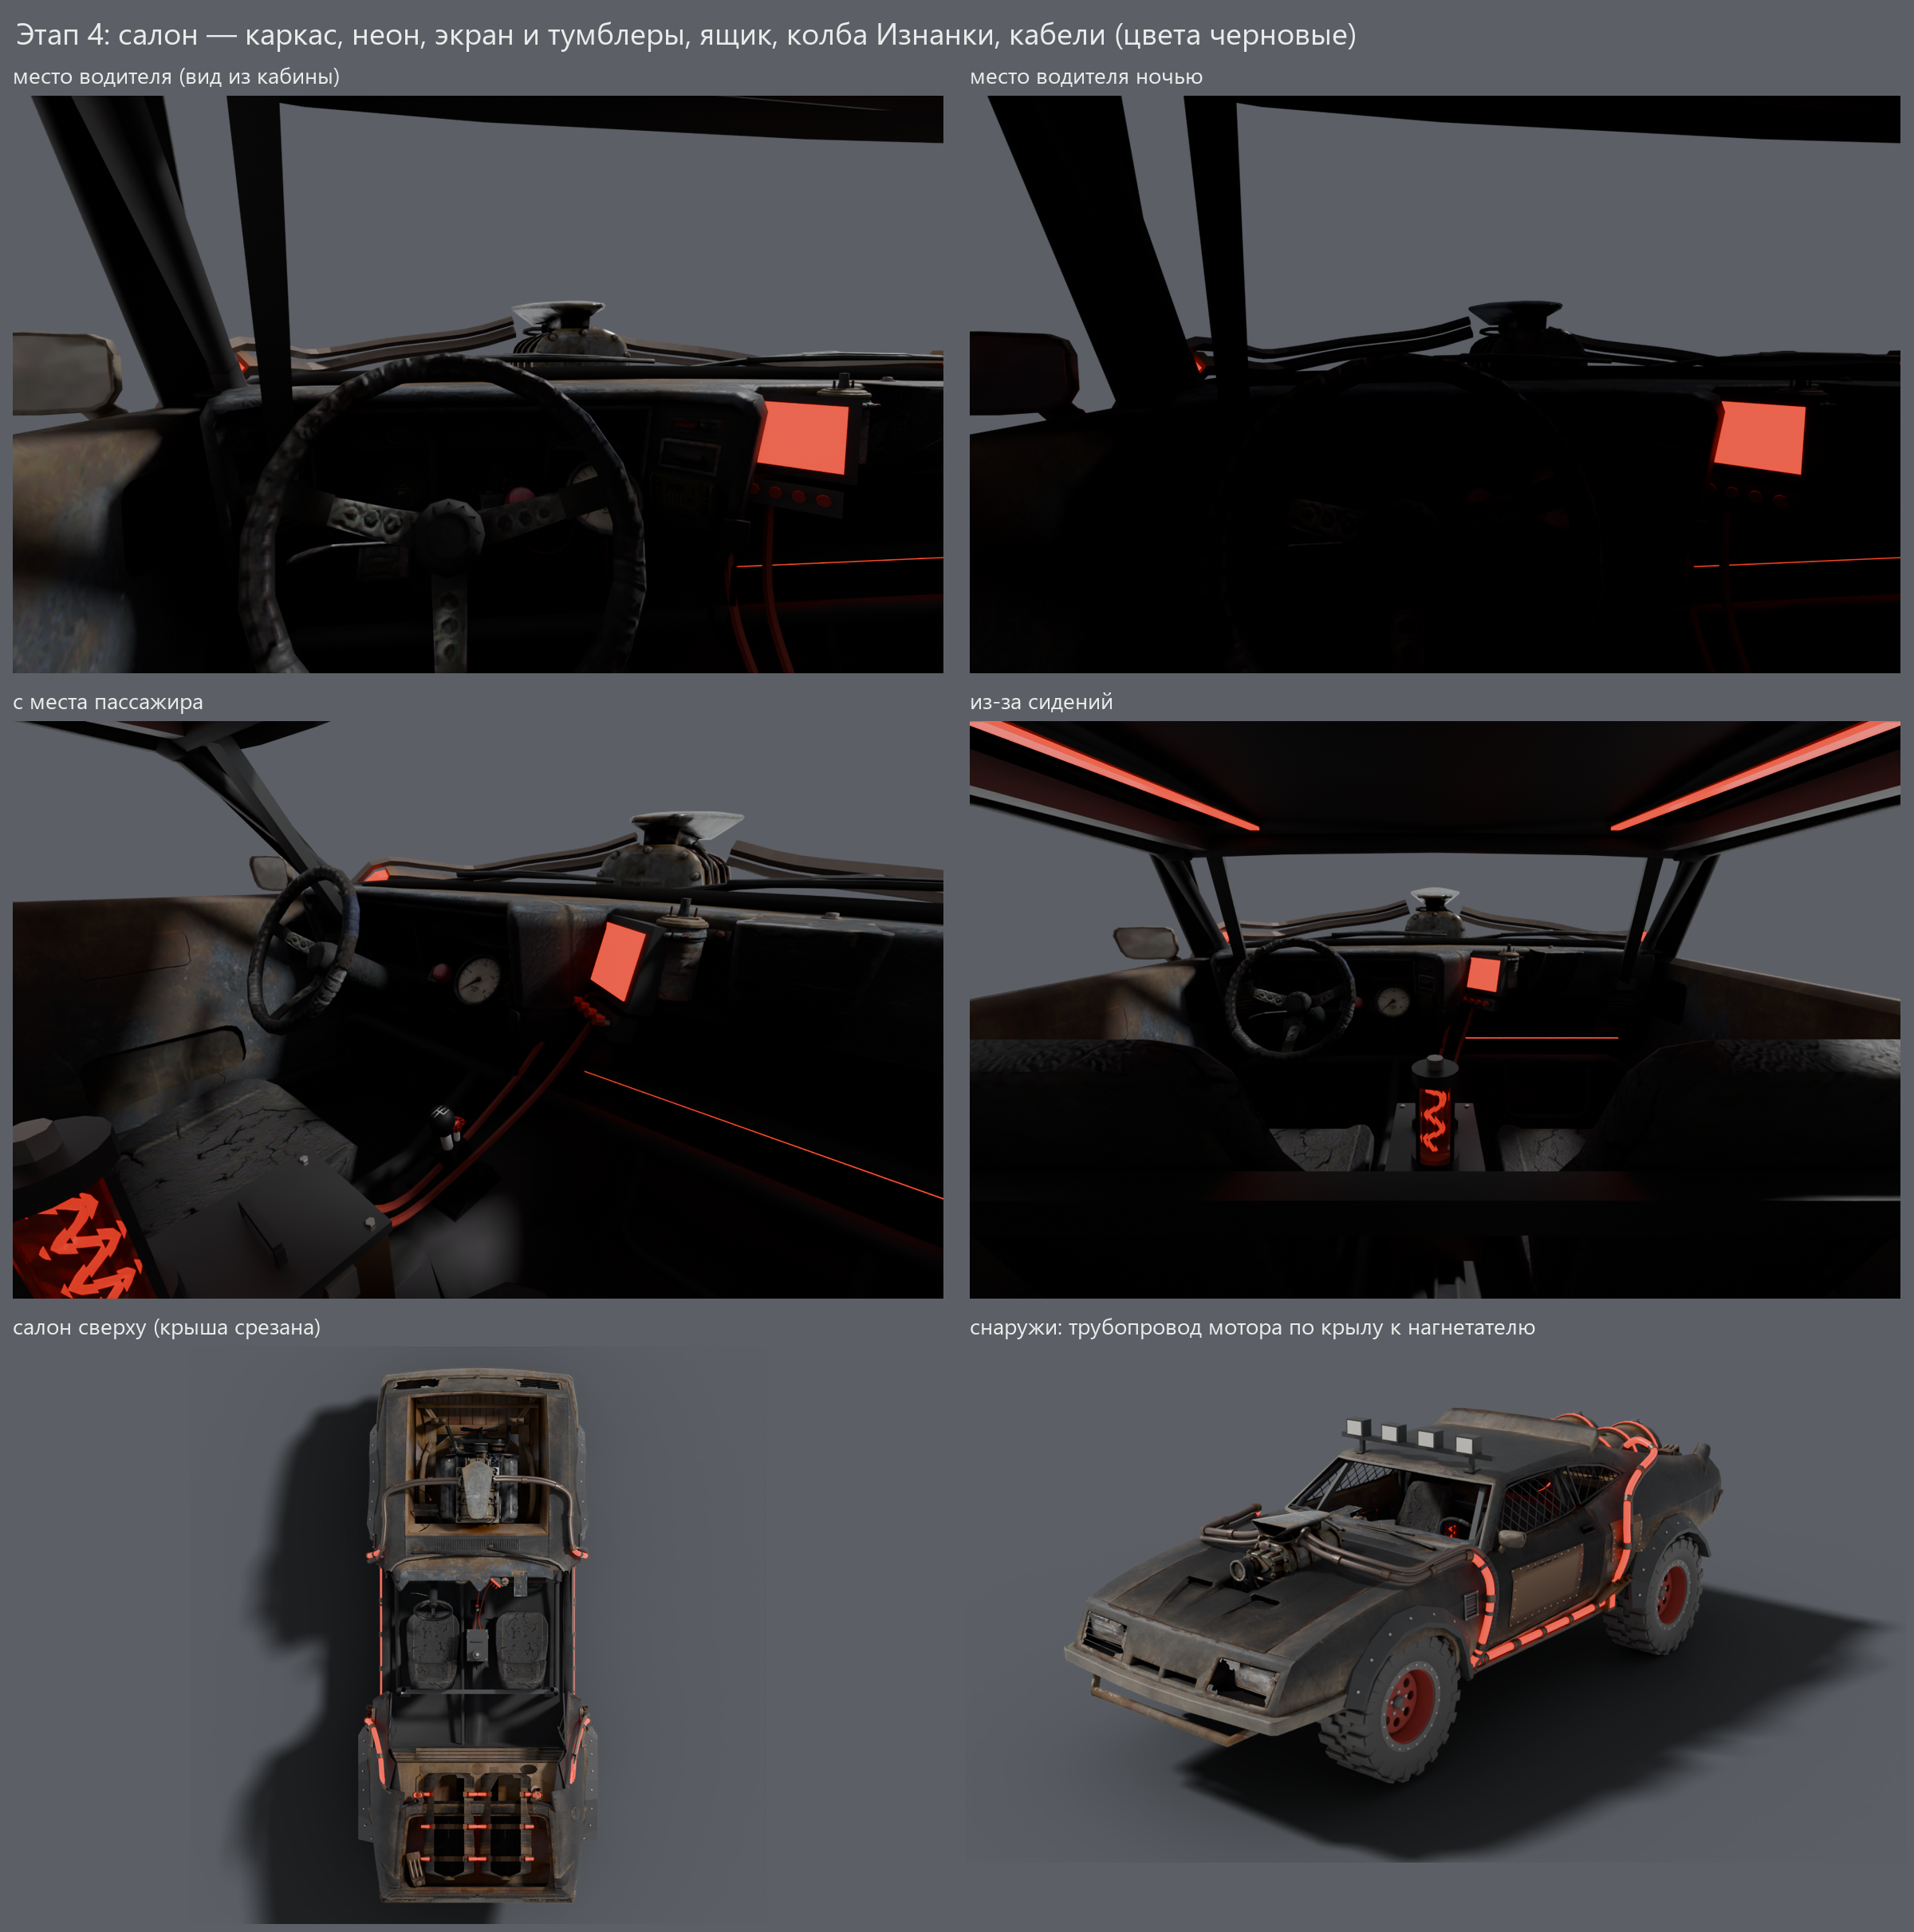 Этап 4: салон — каркас, неон, экран и тумблеры, ящик, колба Изнанки, кабели (цвета черновые)
место водителя (вид из кабины)
место водителя ночью
с места пассажира
из-за сидений
салон сверху (крыша срезана)
снаружи: трубопровод мотора по крылу к нагнетателю